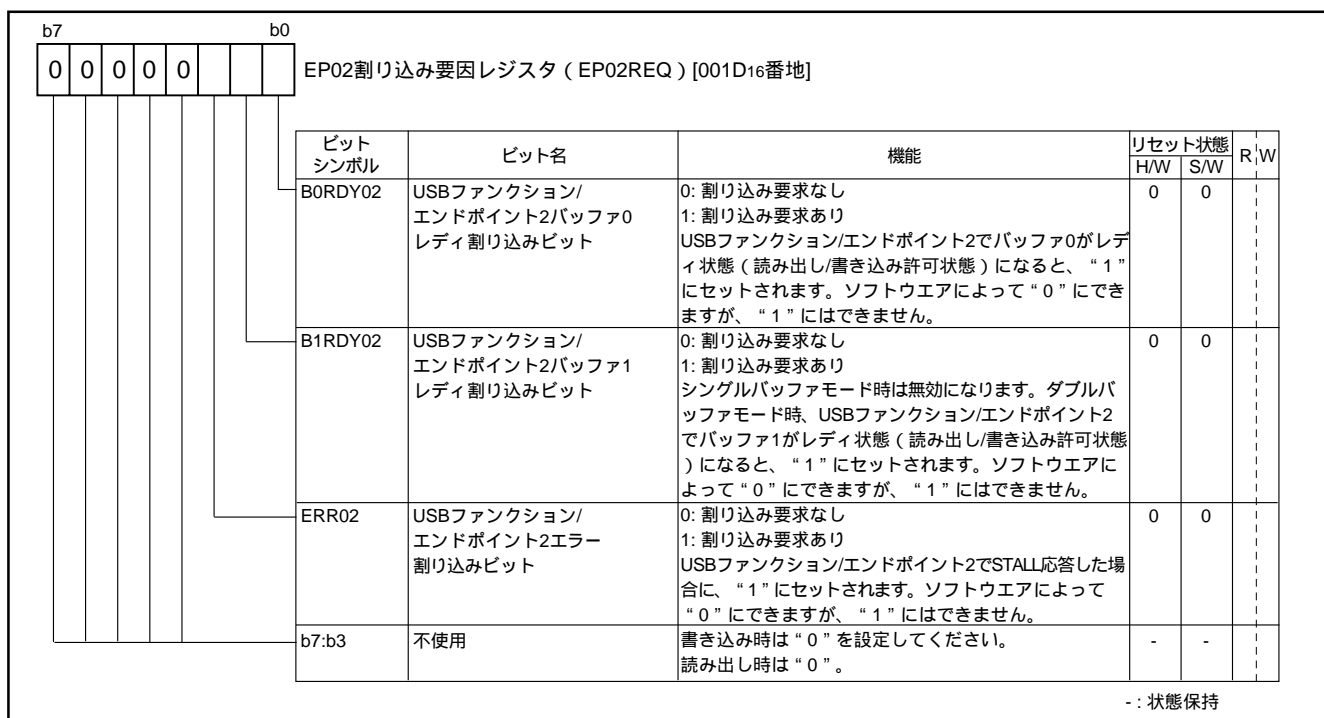 b7 b0
0 0 0 0 0
EP02割り込み要因レジスタ（EP02REQ）[001D16番地]
ビット
シンボル
ビット名
機能
リセット状態
H/W S/W
R W
B0RDY02
USBファンクション/
エンドポイント2バッファ0
レディ割り込みビット
0: 割り込み要求なし
1: 割り込み要求あり
USBファンクション/エンドポイント2でバッファ0がレデ
ィ状態（読み出し/書き込み許可状態）になると、“1”
にセットされます。ソフトウエアによって“0”にでき
ますが、“1”にはできません。
0 0
B1RDY02
USBファンクション/
エンドポイント2バッファ1
レディ割り込みビット
0: 割り込み要求なし
1: 割り込み要求あり
シングルバッファモード時は無効になります。ダブルバ
ッファモード時、USBファンクション/エンドポイント2
でバッファ1がレディ状態（読み出し/書き込み許可状態
）になると、“1”にセットされます。ソフトウエアに
よって“0”にできますが、“1”にはできません。
0 0
ERR02
USBファンクション/
エンドポイント2エラー
割り込みビット
0: 割り込み要求なし
1: 割り込み要求あり
USBファンクション/エンドポイント2でSTALL応答した場
合に、“1”にセットされます。ソフトウエアによって
“0”にできますが、“1”にはできません。
0 0
b7:b3
不使用
書き込み時は“0”を設定してください。
読み出し時は“0”。
- -
- : 状態保持